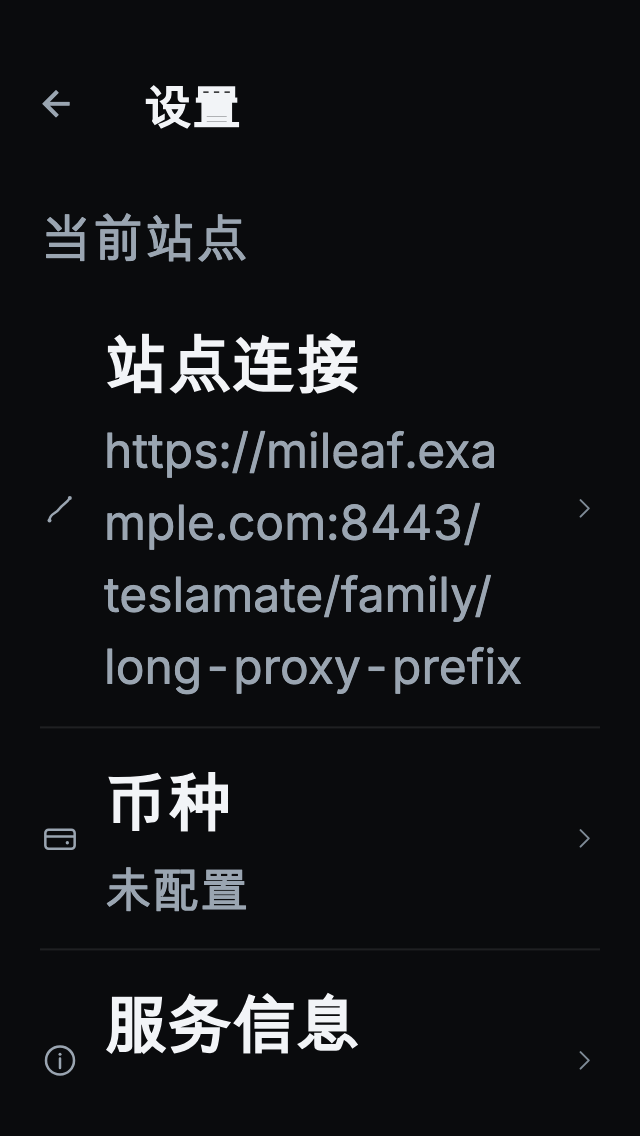 设置
当前站点
站点连接
https://mileaf.exa
mple.com:8443/
teslamate/family/
long-proxy-prefix
币种
未配置
服务信息